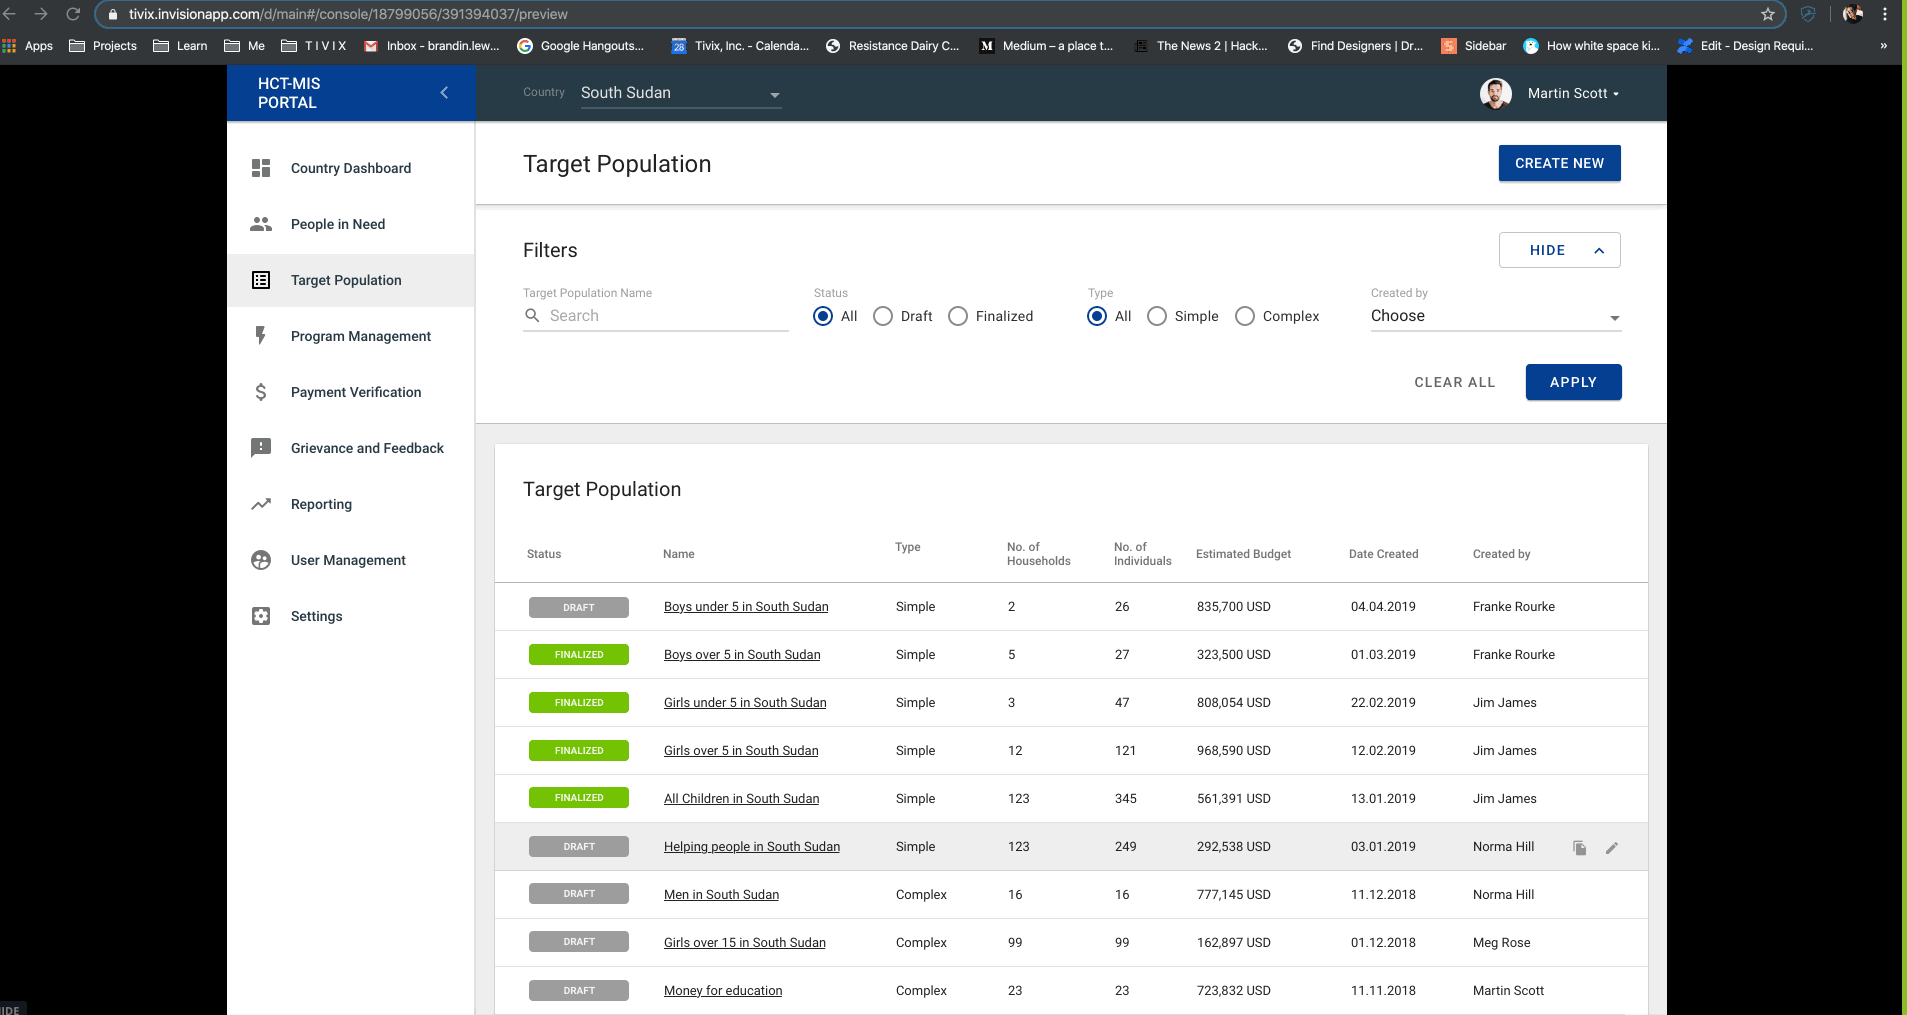 tivix.invisionapp.com/d/main#/console/18799056/391394037/preview
Apps Projects Learn Me T I V I X Inbox - brandin.lew... Google Hangouts... 28 Tivix, Inc. - Calenda... Resistance Dairy C... M Medium – a place t... The News 2 | Hack... Find Designers | Dr... Sidebar How white space ki... Edit - Design Requi... »
HCT-MIS
PORTAL
Country South Sudan
Martin Scott
Country Dashboard
People in Need
Target Population
Program Management
Payment Verification
Grievance and Feedback
Reporting
User Management
Settings
Target Population
CREATE NEW
Filters
HIDE
Target Population Name
Search
Status
All Draft Finalized
Type
All Simple Complex
Created by
Choose
CLEAR ALL APPLY
Target Population
Status Name Type No. of Households No. of Individuals Estimated Budget Date Created Created by
DRAFT Boys under 5 in South Sudan Simple 2 26 835,700 USD 04.04.2019 Franke Rourke
FINALIZED Boys over 5 in South Sudan Simple 5 27 323,500 USD 01.03.2019 Franke Rourke
FINALIZED Girls under 5 in South Sudan Simple 3 47 808,054 USD 22.02.2019 Jim James
FINALIZED Girls over 5 in South Sudan Simple 12 121 968,590 USD 12.02.2019 Jim James
FINALIZED All Children in South Sudan Simple 123 345 561,391 USD 13.01.2019 Jim James
DRAFT Helping people in South Sudan Simple 123 249 292,538 USD 03.01.2019 Norma Hill
DRAFT Men in South Sudan Complex 16 16 777,145 USD 11.12.2018 Norma Hill
DRAFT Girls over 15 in South Sudan Complex 99 99 162,897 USD 01.12.2018 Meg Rose
DRAFT Money for education Complex 23 23 723,832 USD 11.11.2018 Martin Scott